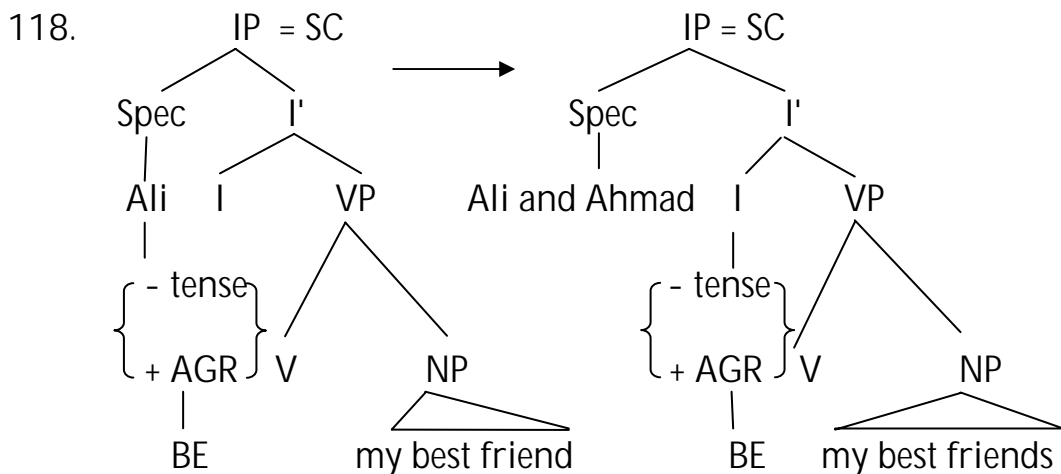 118. IP = SC IP = SC
Spec I' Spec I'
Ali I VP Ali and Ahmad I VP
- tense - tense
+ AGR V NP + AGR V NP
BE my best friend BE my best friends